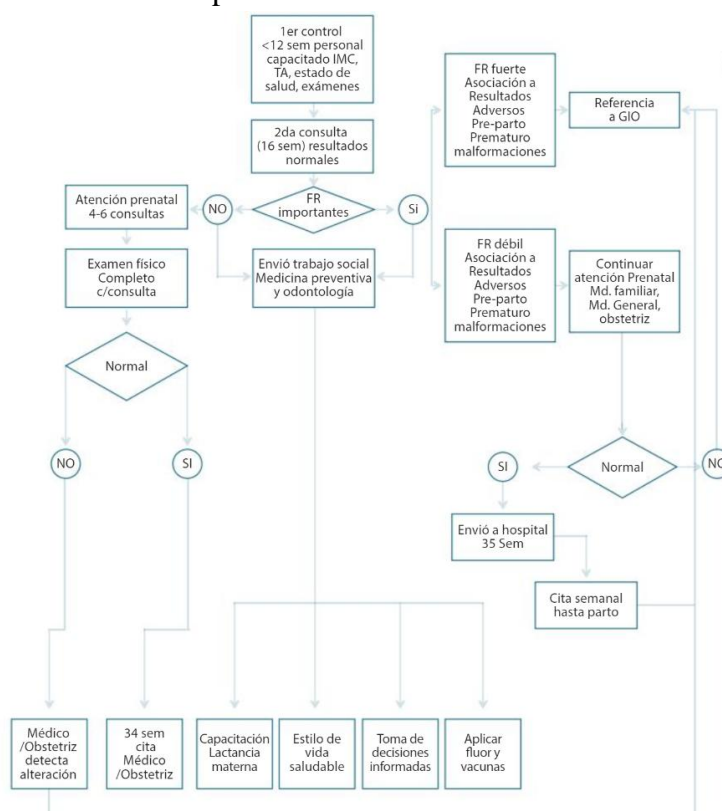 1er control
<12 sem personal
capacitado IMC,
TA, estado de
salud, exámenes
FR fuerte
Asociación a
Resultados
Adversos
Pre-parto
Prematuro
malformaciones
Referencia
a GIO
2da consulta
(16 sem) resultados
normales
Atención prenatal
4-6 consultas
NO
FR
importantes
Si
Examen físico
Completo
c/consulta
Envió trabajo social
Medicina preventiva
y odontología
FR débil
Asociación a
Resultados
Adversos
Pre-parto
Prematuro
malformaciones
Continuar
atención Prenatal
Md. familiar,
Md. General,
obstetriz
Normal
NO
SI
SI
Normal
NO
Envió a hospital
35 Sem
Cita semanal
hasta parto
Médico
/Obstetriz
detecta
alteración
34 sem
cita
Médico
/Obstetriz
Capacitación
Lactancia
materna
Estilo de
vida
saludable
Toma de
decisiones
informadas
Aplicar
fluor y
vacunas